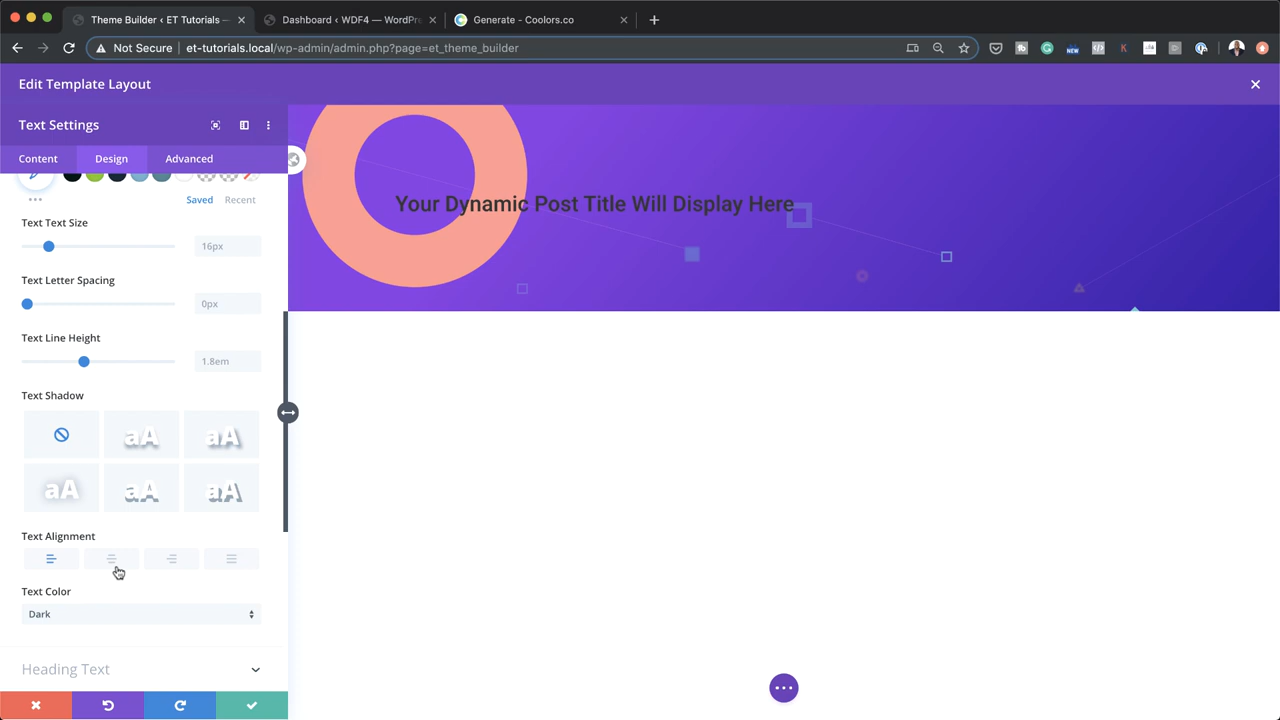 Theme Builder ‹ ET Tutorials —
Dashboard ‹ WDF4 — WordPre
Generate - Coolors.co
Not Secure
et-tutorials.local/wp-admin/admin.php?page=et_theme_builder
Edit Template Layout
Text Settings
Content
Design
Advanced
Saved
Recent
Text Text Size
16px
Text Letter Spacing
0px
Text Line Height
1.8em
Text Shadow
aA
aA
aA
aA
aA
Text Alignment
Text Color
Dark
Heading Text
Your Dynamic Post Title Will Display Here